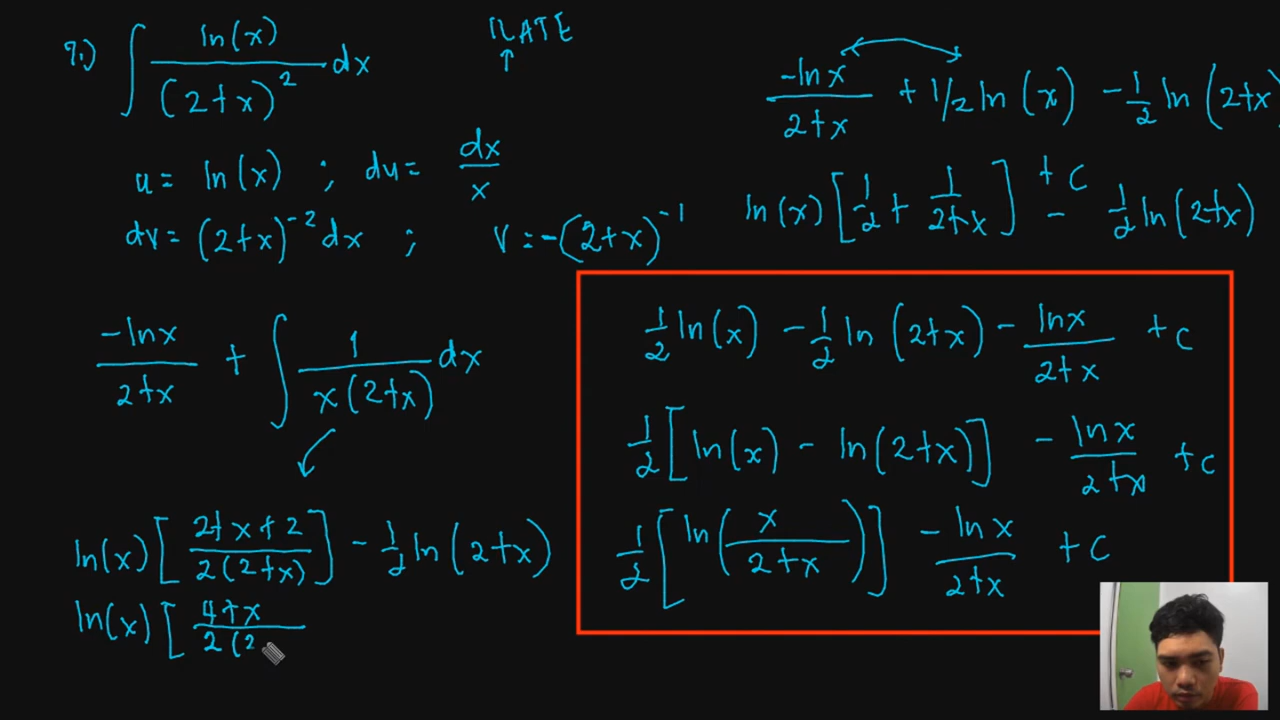 9.) ∫ ln(x) / (2+x)² dx
ILATE
↑
u = ln(x) ; du = dx/x
dv = (2+x)⁻² dx ; v = -(2+x)⁻¹
-lnx / 2+x + ∫ 1 / x(2+x) dx
ln(x) [ 2+x+2 / 2(2+x) ] - 1/2 ln(2+x)
ln(x) [ 4+x / 2(2
-lnx / 2+x + 1/2 ln(x) - 1/2 ln(2+x
+ C
ln(x) [ 1/2 + 1 / 2+x ] - 1/2 ln(2+x)
1/2 ln(x) - 1/2 ln(2+x) - lnx / 2+x + C
1/2 [ ln(x) - ln(2+x) ] - lnx / 2+x + C
1/2 [ ln( x / 2+x ) ] - lnx / 2+x + C